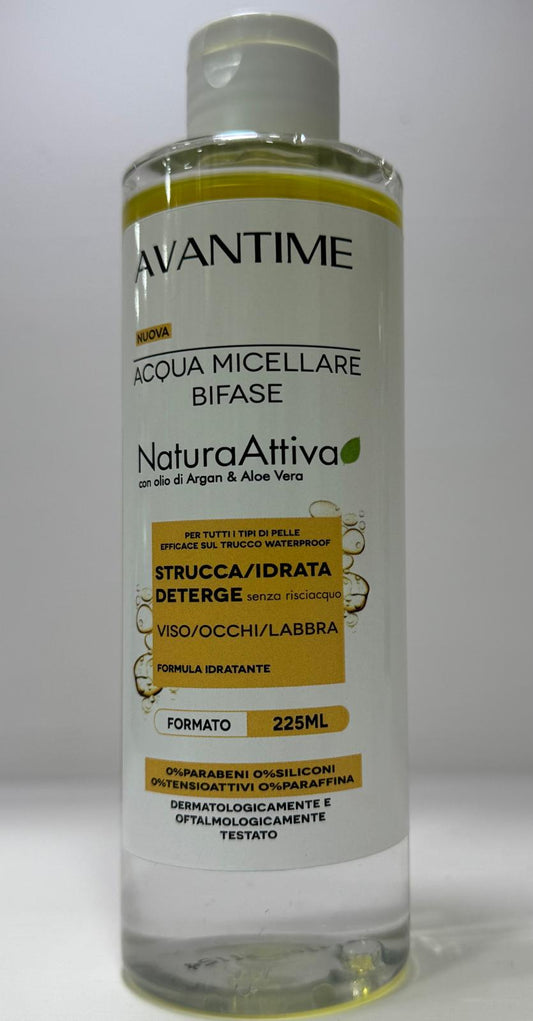 AVANTIME
NUOVA
ACQUA MICELLARE
BIFASE
NaturaAttiva
con olio di Argan & Aloe Vera
PER TUTTI I TIPI DI PELLE
EFFICACE SUL TRUCCO WATERPROOF
STRUCCA/IDRATA
DETERGE senza risciacquo
VISO/OCCHI/LABBRA
FORMULA IDRATANTE
FORMATO 225ML
0%PARABENI 0%SILICONI
0%TENSIOATTIVI 0%PARAFFINA
DERMATOLOGICAMENTE E
OFTALMOLOGICAMENTE
TESTATO